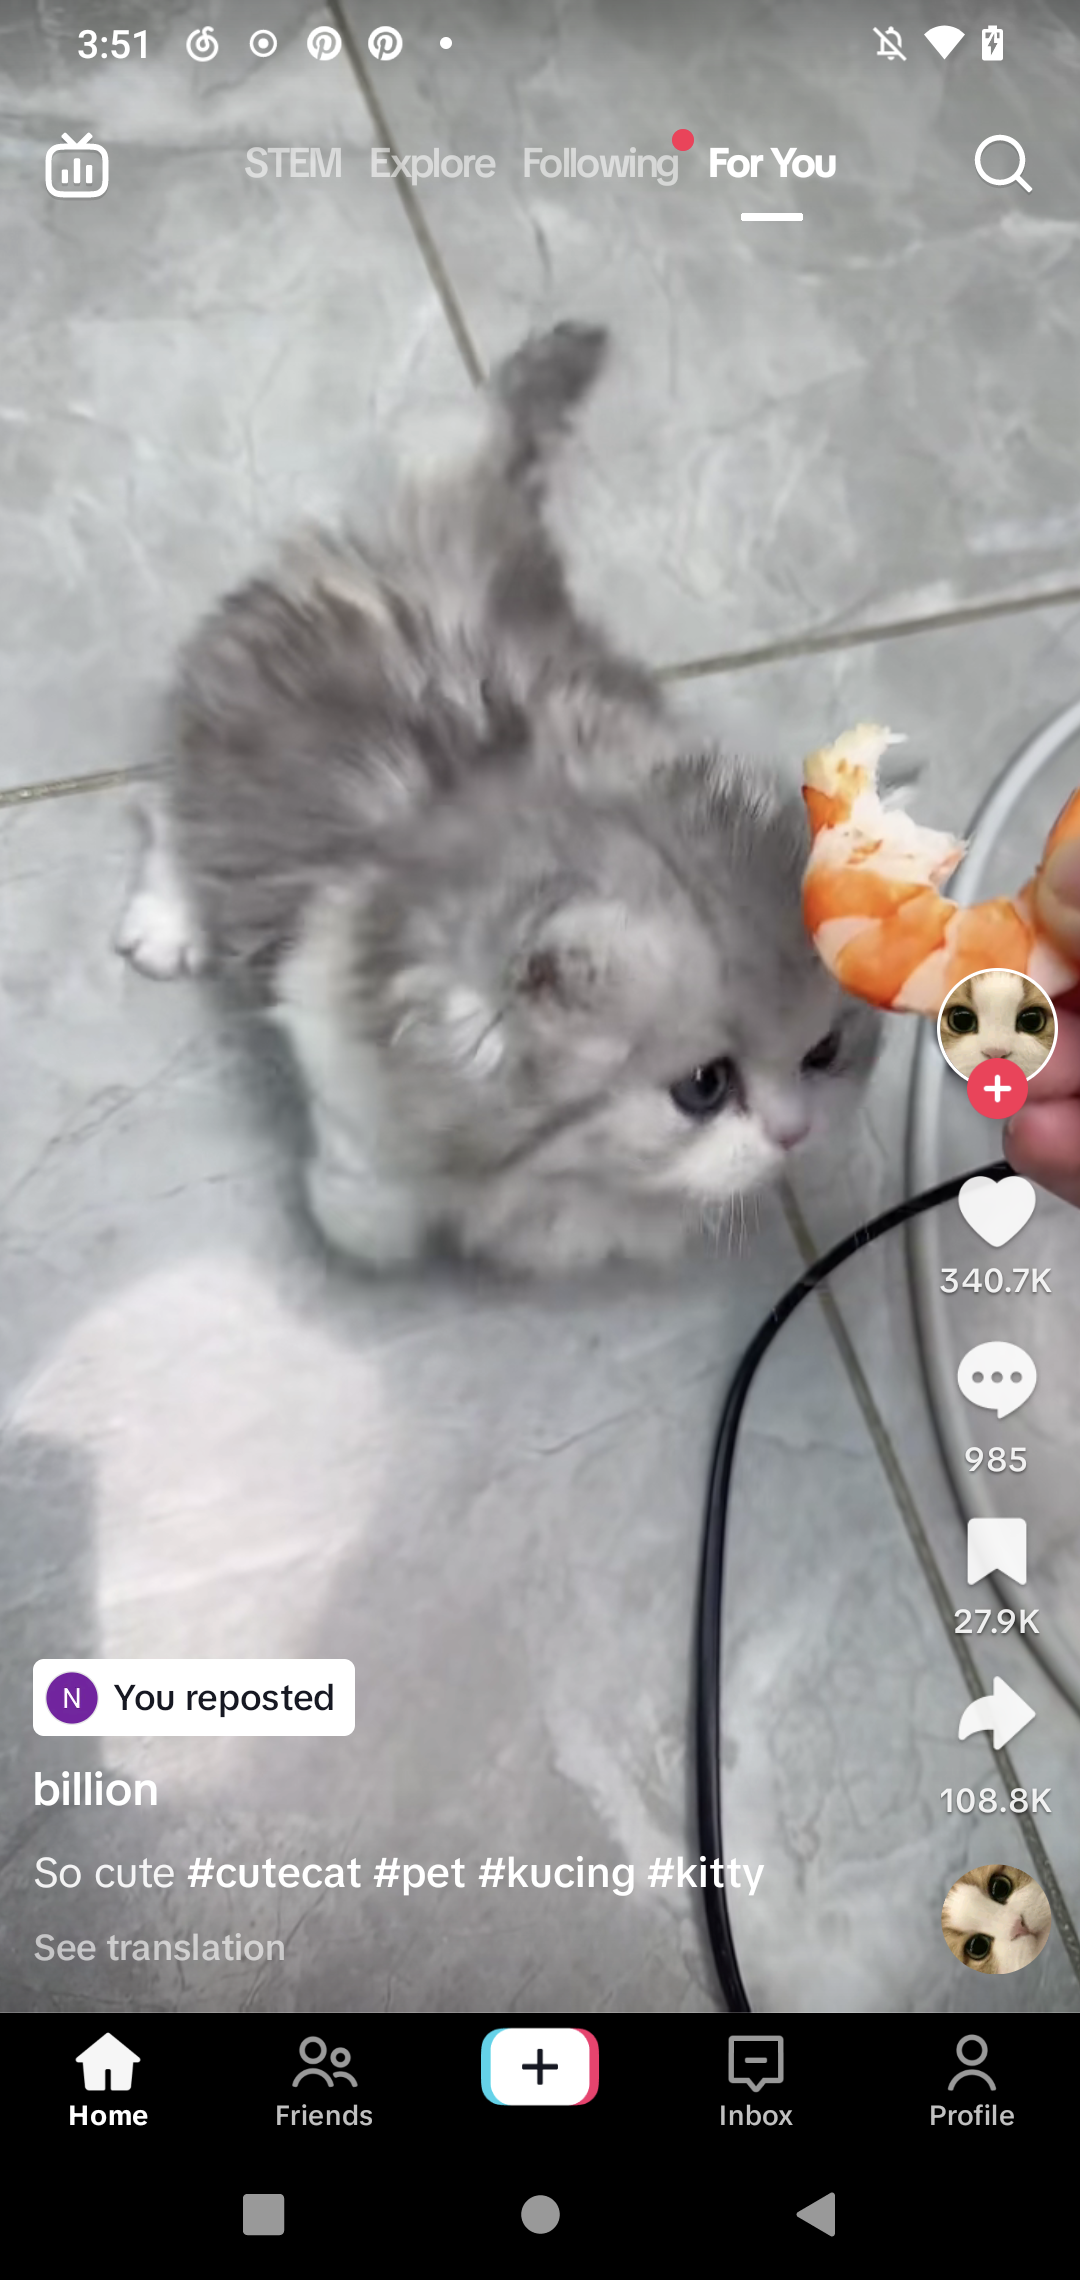 3:51
STEM Explore Following For You
340.7K
985
27.9K
108.8K
N You reposted
billion
So cute #cutecat #pet #kucing #kitty
See translation
Home Friends Inbox Profile